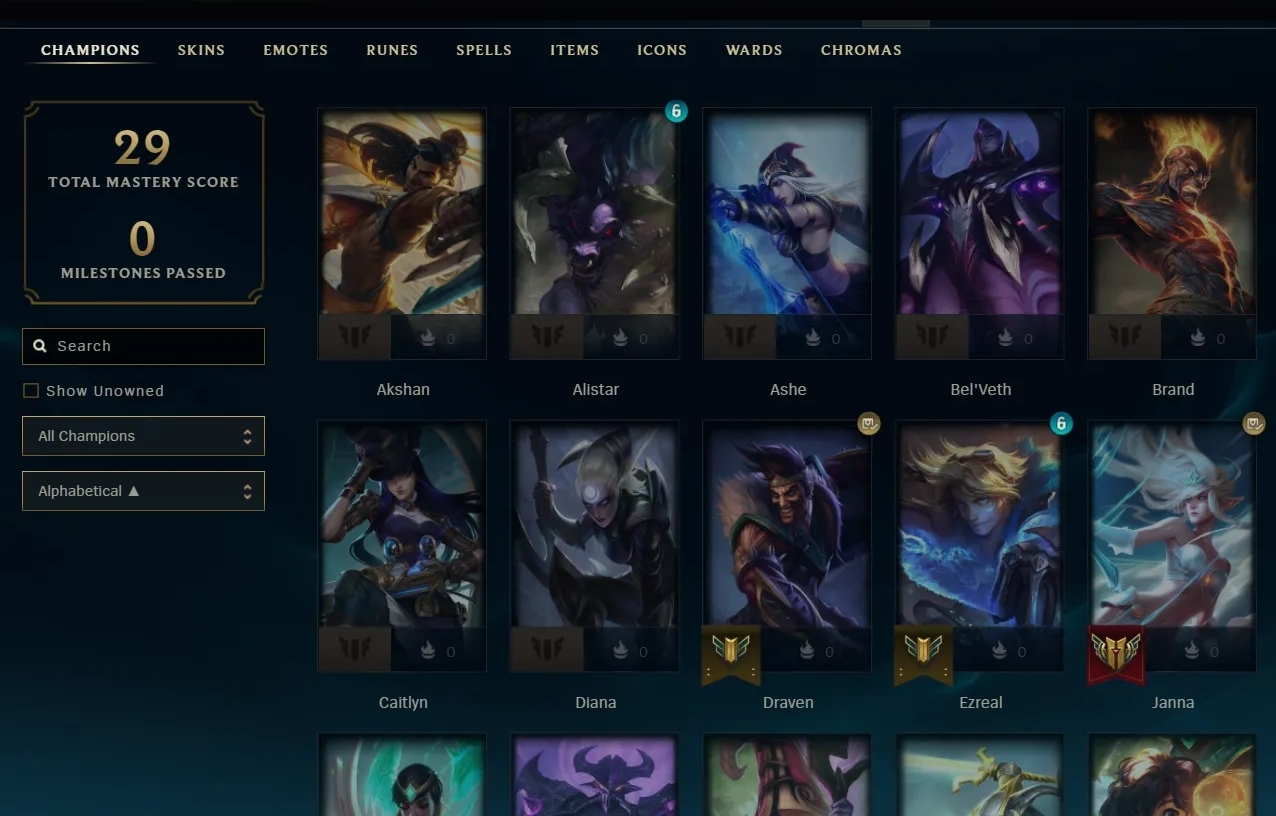 CHAMPIONS SKINS EMOTES RUNES SPELLS ITEMS ICONS WARDS CHROMAS
29
TOTAL MASTERY SCORE
0
MILESTONES PASSED
Search
Show Unowned
All Champions
Alphabetical ▲
6
0 0 0 0 0
Akshan Alistar Ashe Bel'Veth Brand
6
0 0 0 0 0
Caitlyn Diana Draven Ezreal Janna